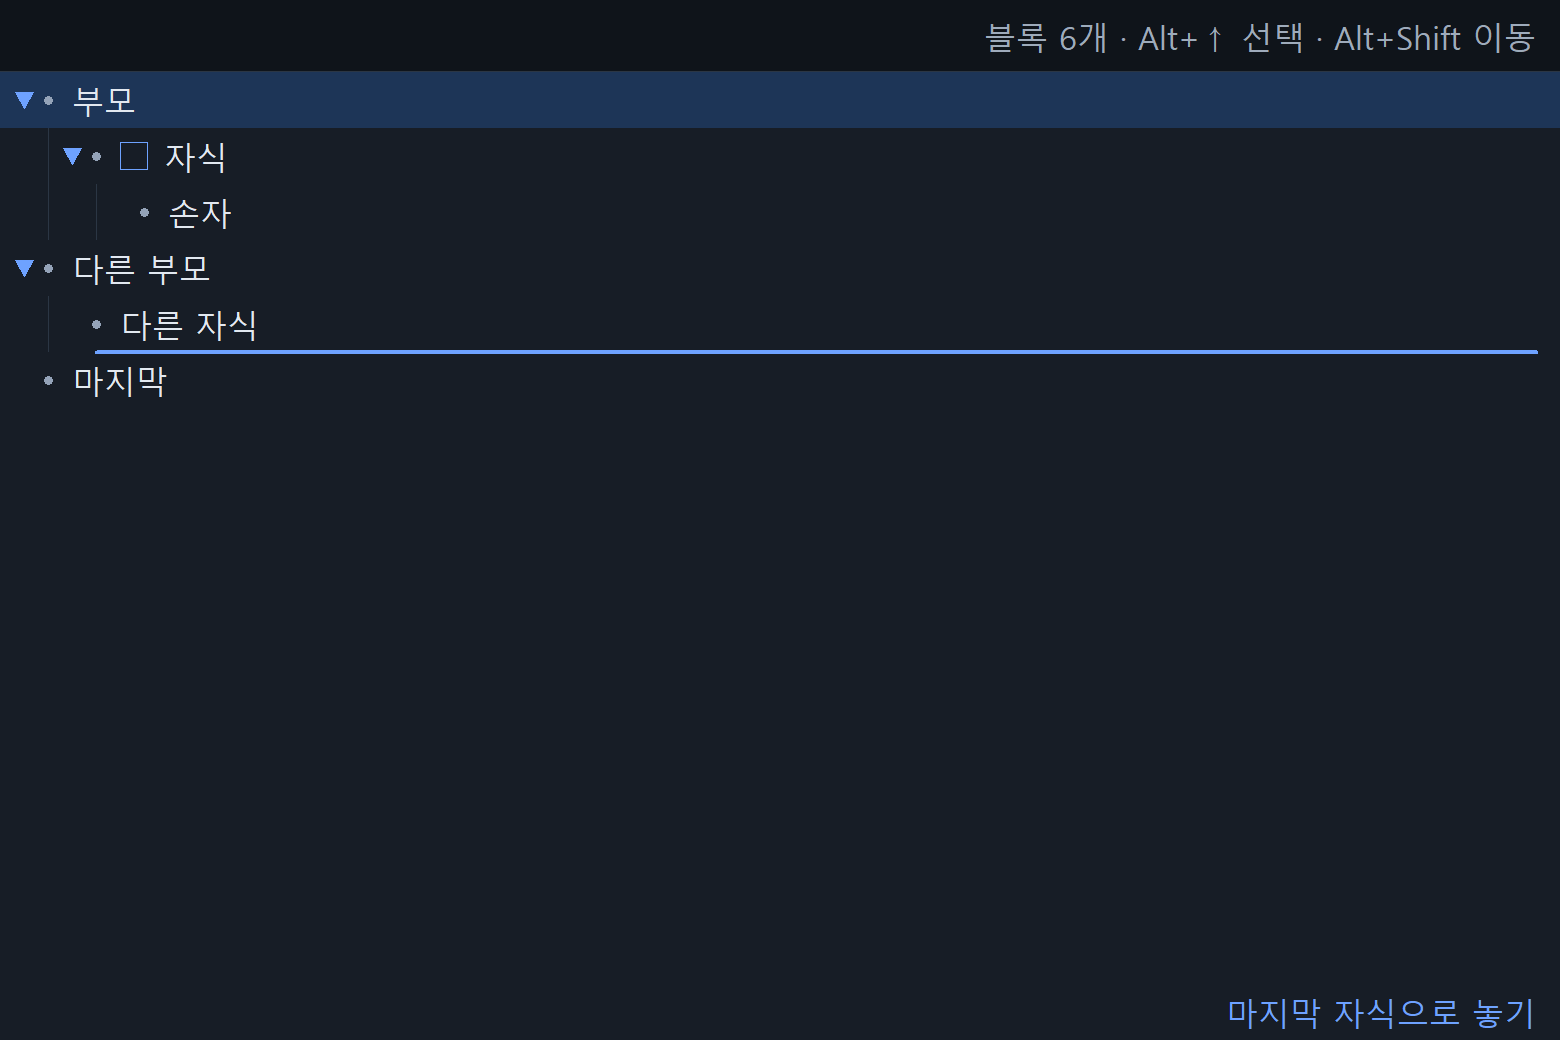 블록 6개 · Alt+↑ 선택 · Alt+Shift 이동
부모
자식
손자
다른 부모
다른 자식
마지막
마지막 자식으로 놓기